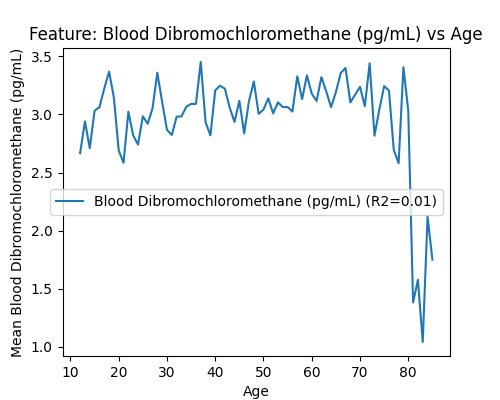 Feature: Blood Dibromochloromethane (pg/mL) vs Age
Mean Blood Dibromochloromethane (pg/mL)
3.5
3.0
2.5
2.0
1.5
1.0
Blood Dibromochloromethane (pg/mL) (R2=0.01)
10 20 30 40 50 60 70 80
Age